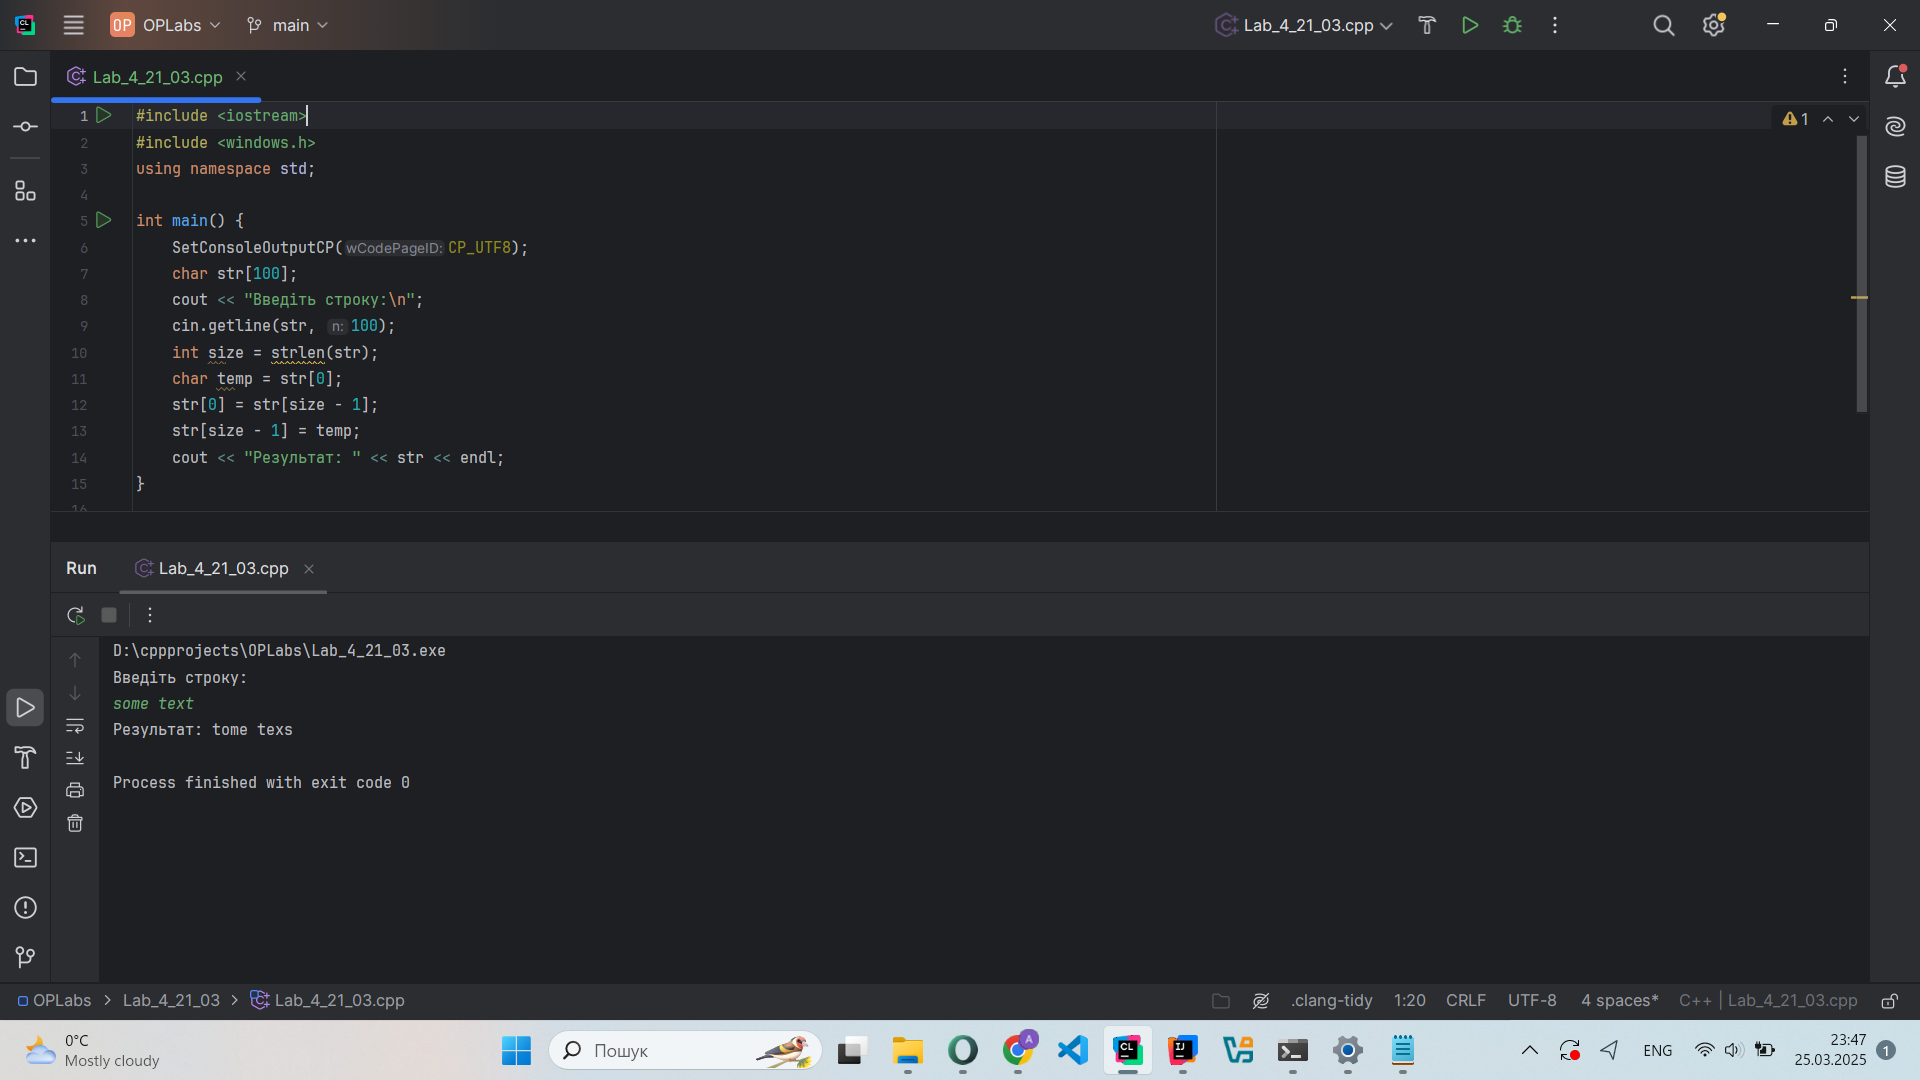 OP OPLabs main Lab_4_21_03.cpp
Lab_4_21_03.cpp
1 #include <iostream>
2 #include <windows.h>
3 using namespace std;
4
5 int main() {
6 SetConsoleOutputCP( wCodePageID: CP_UTF8);
7 char str[100];
8 cout << "Введіть строку:\n";
9 cin.getline(str, n: 100);
10 int size = strlen(str);
11 char temp = str[0];
12 str[0] = str[size - 1];
13 str[size - 1] = temp;
14 cout << "Результат: " << str << endl;
15 }
16
1
Run Lab_4_21_03.cpp
D:\cppprojects\OPLabs\Lab_4_21_03.exe
Введіть строку:
some text
Результат: tome texs
Process finished with exit code 0
OPLabs > Lab_4_21_03 > Lab_4_21_03.cpp .clang-tidy 1:20 CRLF UTF-8 4 spaces* C++ | Lab_4_21_03.cpp
0°C
Mostly cloudy
Пошук
A
CL
IJ
ENG
23:47
25.03.2025
1